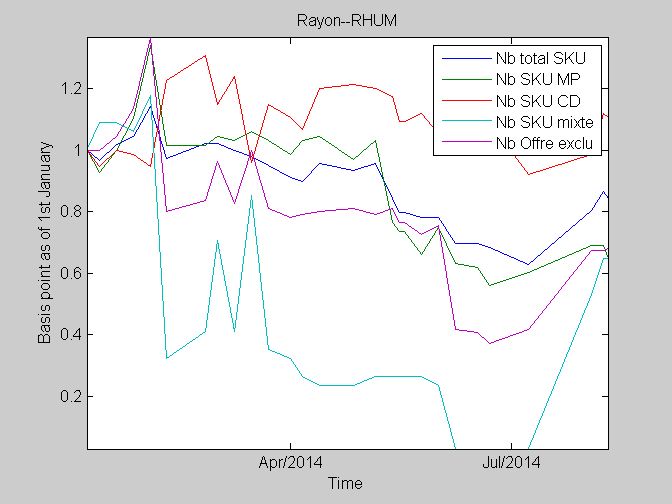 Rayon--RHUM
Nb total SKU
Nb SKU MP
Nb SKU CD
Nb SKU mixte
Nb Offre exclu
1.2
1
0.8
0.6
0.4
0.2
Basis point as of 1st January
Apr/2014
Jul/2014
Time